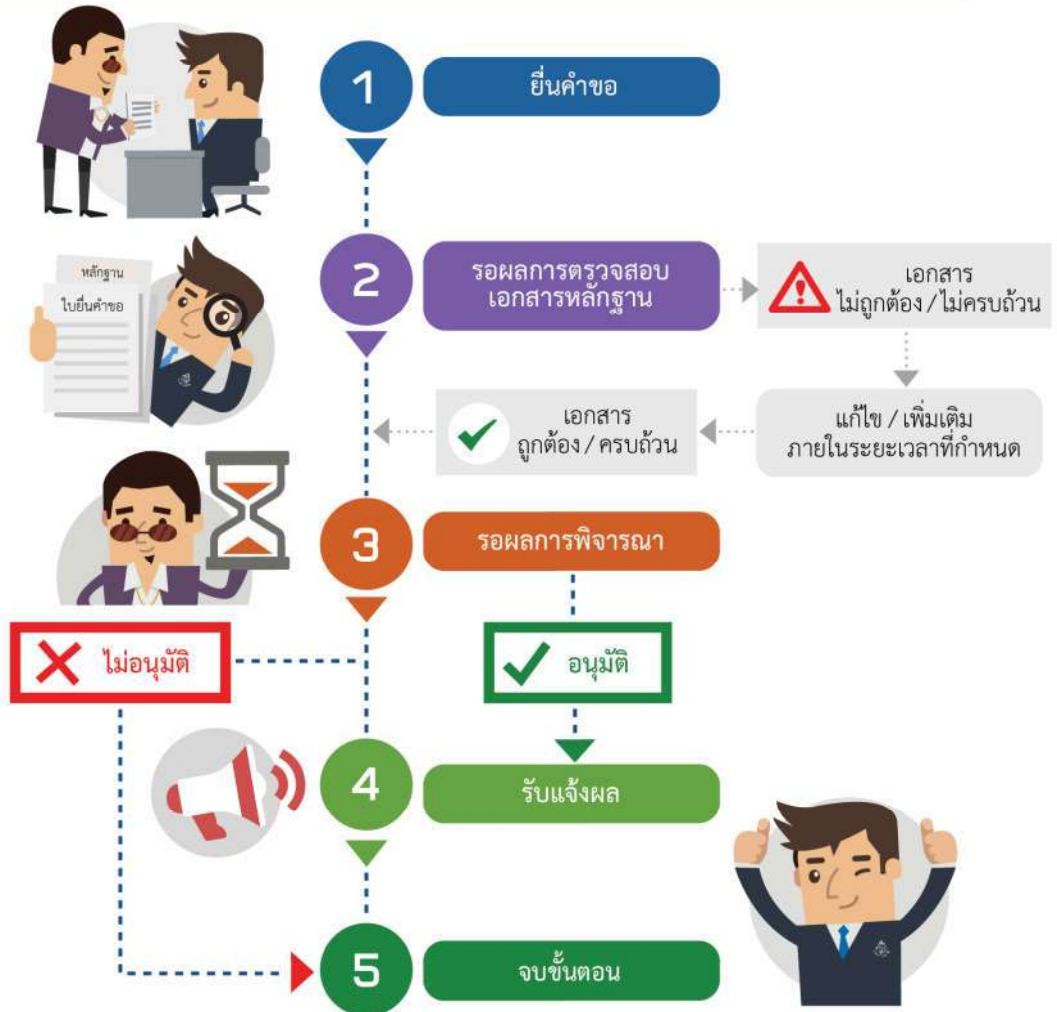 1
ยื่นคำขอ
หลักฐาน
ใบยื่นคำขอ
2
รอผลการตรวจสอบ
เอกสารหลักฐาน
เอกสาร
ไม่ถูกต้อง / ไม่ครบถ้วน
เอกสาร
ถูกต้อง / ครบถ้วน
แก้ไข / เพิ่มเติม
ภายในระยะเวลาที่กำหนด
3
รอผลการพิจารณา
ไม่อนุมัติ
อนุมัติ
4
รับแจ้งผล
5
จบขั้นตอน